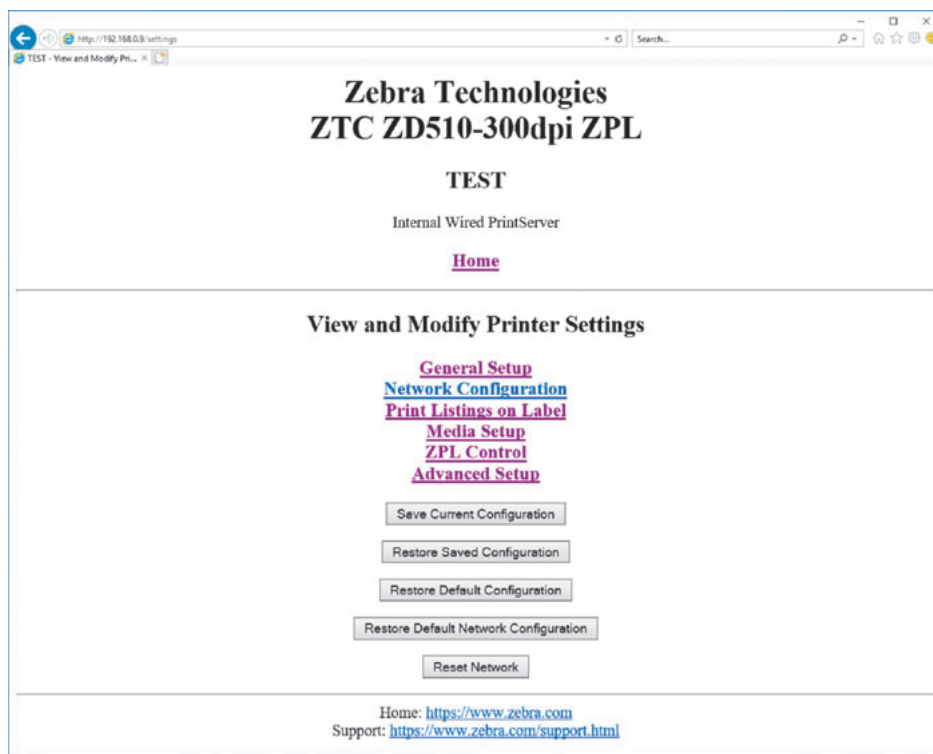 http://192.168.0.9/settings
Search...
TEST - View and Modify Pri...
Zebra Technologies
ZTC ZD510-300dpi ZPL
TEST
Internal Wired PrintServer
Home
View and Modify Printer Settings
General Setup
Network Configuration
Print Listings on Label
Media Setup
ZPL Control
Advanced Setup
Save Current Configuration
Restore Saved Configuration
Restore Default Configuration
Restore Default Network Configuration
Reset Network
Home: https://www.zebra.com
Support: https://www.zebra.com/support.html